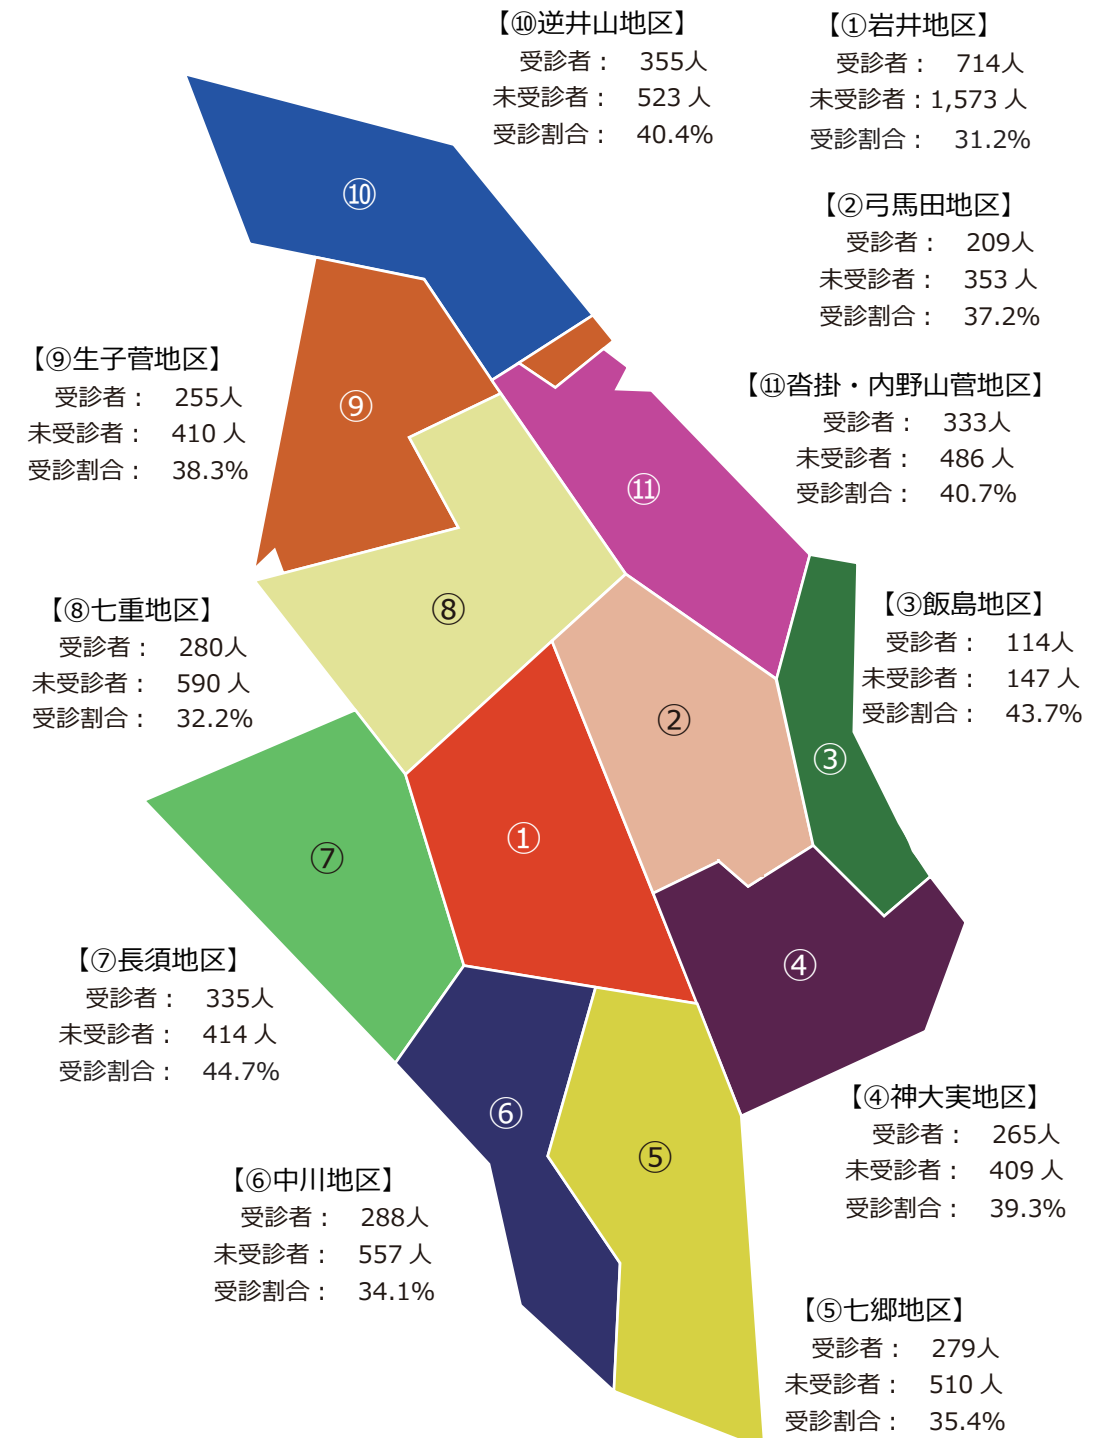 【⑩逆井山地区】
受診者： 355人
未受診者： 523 人
受診割合： 40.4%
【①岩井地区】
受診者： 714人
未受診者：1,573 人
受診割合： 31.2%
【②弓馬田地区】
受診者： 209人
未受診者： 353 人
受診割合： 37.2%
【⑨生子菅地区】
受診者： 255人
未受診者： 410 人
受診割合： 38.3%
【⑪沓掛・内野山菅地区】
受診者： 333人
未受診者： 486 人
受診割合： 40.7%
【⑧七重地区】
受診者： 280人
未受診者： 590 人
受診割合： 32.2%
【③飯島地区】
受診者： 114人
未受診者： 147 人
受診割合： 43.7%
【⑦長須地区】
受診者： 335人
未受診者： 414 人
受診割合： 44.7%
【④神大実地区】
受診者： 265人
未受診者： 409 人
受診割合： 39.3%
【⑥中川地区】
受診者： 288人
未受診者： 557 人
受診割合： 34.1%
【⑤七郷地区】
受診者： 279人
未受診者： 510 人
受診割合： 35.4%
⑩
⑨
⑪
⑧
②
③
①
⑦
④
⑥
⑤